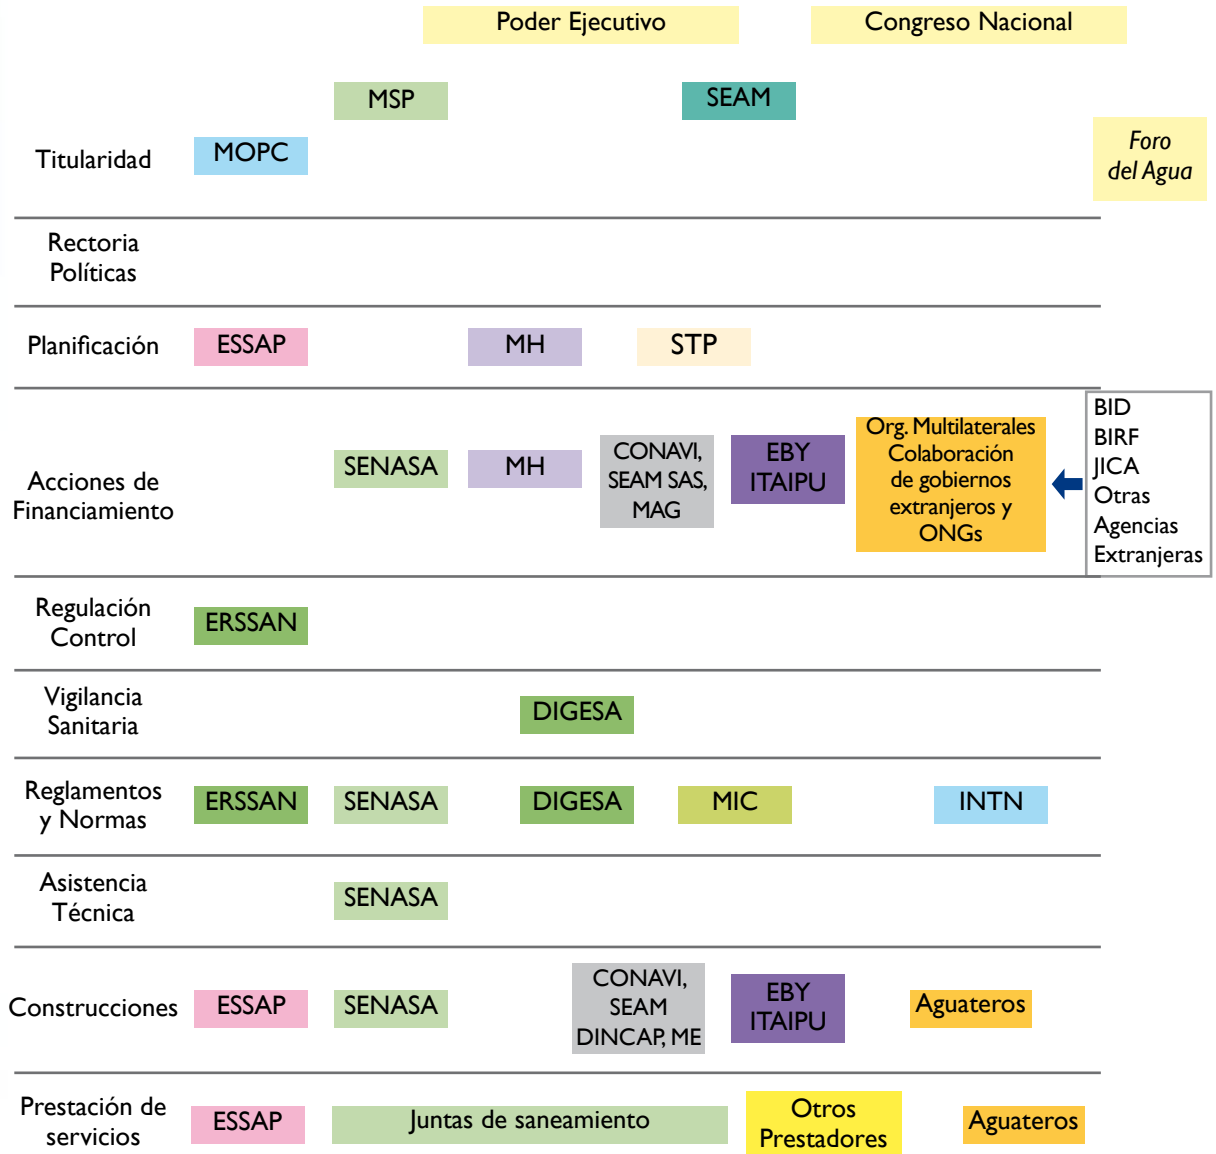 Poder Ejecutivo
Congreso Nacional
MSP
SEAM
Titularidad
MOPC
Foro
del Agua
Rectoria
Políticas
Planificación
ESSAP
MH
STP
Acciones de
Financiamiento
SENASA
MH
CONAVI,
SEAM SAS,
MAG
EBY
ITAIPU
Org. Multilaterales
Colaboración
de gobiernos
extranjeros y
ONGs
BID
BIRF
JICA
Otras
Agencias
Extranjeras
Regulación
Control
ERSSAN
Vigilancia
Sanitaria
DIGESA
Reglamentos
y Normas
ERSSAN
SENASA
DIGESA
MIC
INTN
Asistencia
Técnica
SENASA
Construcciones
ESSAP
SENASA
CONAVI,
SEAM
DINCAP, ME
EBY
ITAIPU
Aguateros
Prestación de
servicios
ESSAP
Juntas de saneamiento
Otros
Prestadores
Aguateros